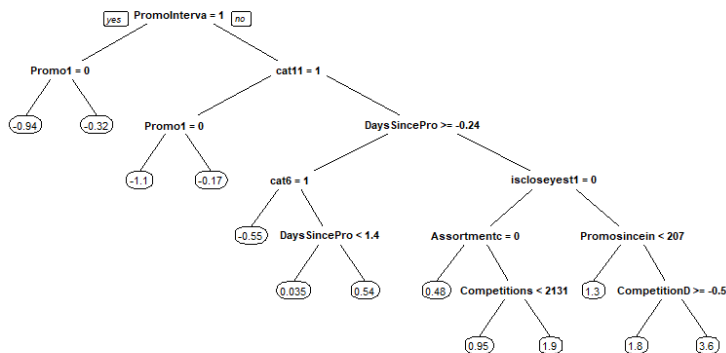 yes PromoInterva = 1 no
Promo1 = 0 cat11 = 1
-0.94 -0.32 Promo1 = 0 DaysSincePro >= -0.24
-1.1 -0.17 cat6 = 1 iscloseyest1 = 0
-0.55 DaysSincePro < 1.4 Assortmentc = 0 Promosincein < 207
0.035 0.54 0.48 Competitions < 2131 1.3 CompetitionD >= -0.5
0.95 1.9 1.8 3.6